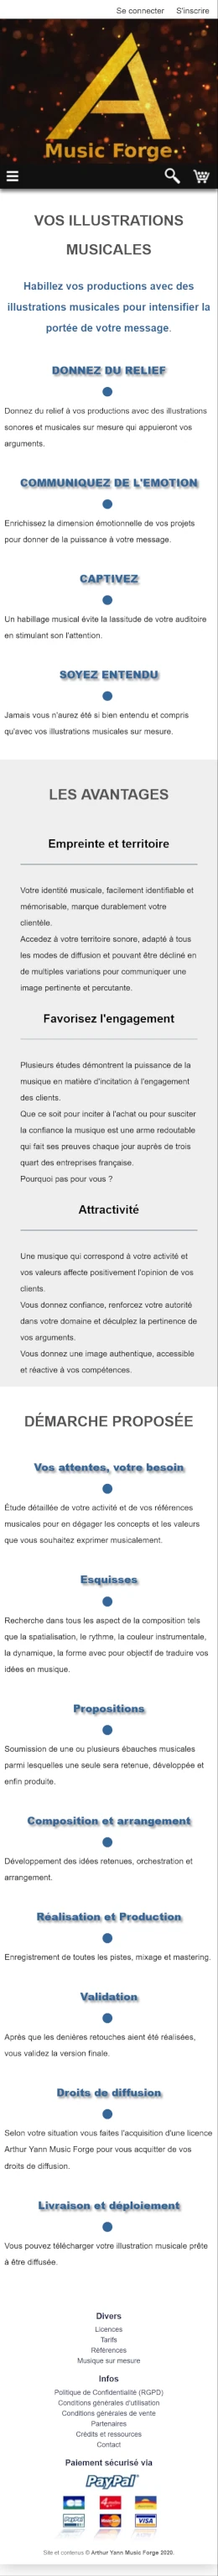 Se connecter S'inscrire
Music Forge
VOS ILLUSTRATIONS
MUSICALES
Habillez vos productions avec des
illustrations musicales pour intensifier la
portée de votre message.
DONNEZ DU RELIEF
Donnez du relief à vos productions avec des illustrations
sonores et musicales sur mesure qui appuieront vos
arguments.
COMMUNIQUEZ DE L'EMOTION
Enrichissez la dimension émotionnelle de vos projets
pour donner de la puissance à votre message.
CAPTIVEZ
Un habillage musical évite la lassitude de votre auditoire
en stimulant son l'attention.
SOYEZ ENTENDU
Jamais vous n'aurez été si bien entendu et compris
qu'avec vos illustrations musicales sur mesure.
LES AVANTAGES
Empreinte et territoire
Votre identité musicale, facilement identifiable et
mémorisable, marque durablement votre
clientèle.
Accedez à votre territoire sonore, adapté à tous
les modes de diffusion et pouvant être décliné en
de multiples variations pour communiquer une
image pertinente et percutante.
Favorisez l'engagement
Plusieurs études démontrent la puissance de la
musique en matière d'incitation à l'engagement
des clients.
Que ce soit pour inciter à l'achat ou pour susciter
la confiance la musique est une arme redoutable
qui fait ses preuves chaque jour auprès de trois
quart des entreprises française.
Pourquoi pas pour vous ?
Attractivité
Une musique qui correspond à votre activité et
vos valeurs affecte positivement l'opinion de vos
clients.
Vous donnez confiance, renforcez votre autorité
dans votre domaine et décuplez la pertinence de
vos arguments.
Vous donnez une image authentique, accessible
et réactive à vos compétences.
DÉMARCHE PROPOSÉE
Vos attentes, votre besoin
Étude détaillée de votre activité et de vos références
musicales pour en dégager les concepts et les valeurs
que vous souhaitez exprimer musicalement.
Esquisses
Recherche dans tous les aspect de la composition tels
que la spatialisation, le rythme, la couleur instrumentale,
la dynamique, la forme avec pour objectif de traduire vos
idées en musique.
Propositions
Soumission de une ou plusieurs ébauches musicales
parmi lesquelles une seule sera retenue, développée et
enfin produite.
Composition et arrangement
Développement des idées retenues, orchestration et
arrangement.
Réalisation et Production
Enregistrement de toutes les pistes, mixage et mastering.
Validation
Après que les denières retouches aient été réalisées,
vous validez la version finale.
Droits de diffusion
Selon votre situation vous faites l'acquisition d'une licence
Arthur Yann Music Forge pour vous acquitter de vos
droits de diffusion.
Livraison et déploiement
Vous pouvez télécharger votre illustration musicale prête
à être diffusée.
Divers
Licences
Tarifs
Références
Musique sur mesure
Infos
Politique de Confidentialité (RGPD)
Conditions générales d'utilisation
Conditions générales de vente
Partenaires
Crédits et ressources
Contact
Paiement sécurisé via
PayPal
CB
PayPal
VISA
Site et contenus © Arthur Yann Music Forge 2020.